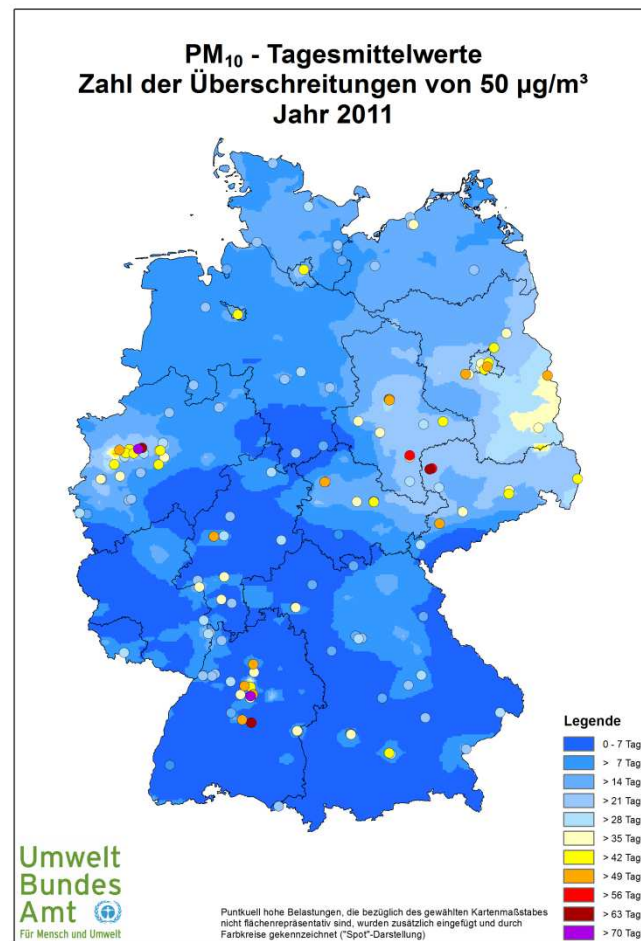 PM₁₀ - Tagesmittelwerte
Zahl der Überschreitungen von 50 µg/m³
Jahr 2011
Legende
0 - 7 Tag
> 7 Tag
> 14 Tag
> 21 Tag
> 28 Tag
> 35 Tag
> 42 Tag
> 49 Tag
> 56 Tag
> 63 Tag
> 70 Tag
Umwelt
Bundes
Amt
Für Mensch und Umwelt
Puntkuell hohe Belastungen, die bezüglich des gewählten Kartenmaßstabes
nicht flächenrepräsentativ sind, wurden zusätzlich eingefügt und durch
Farbkreise gekennzeichnet ("Spot"-Darstellung)